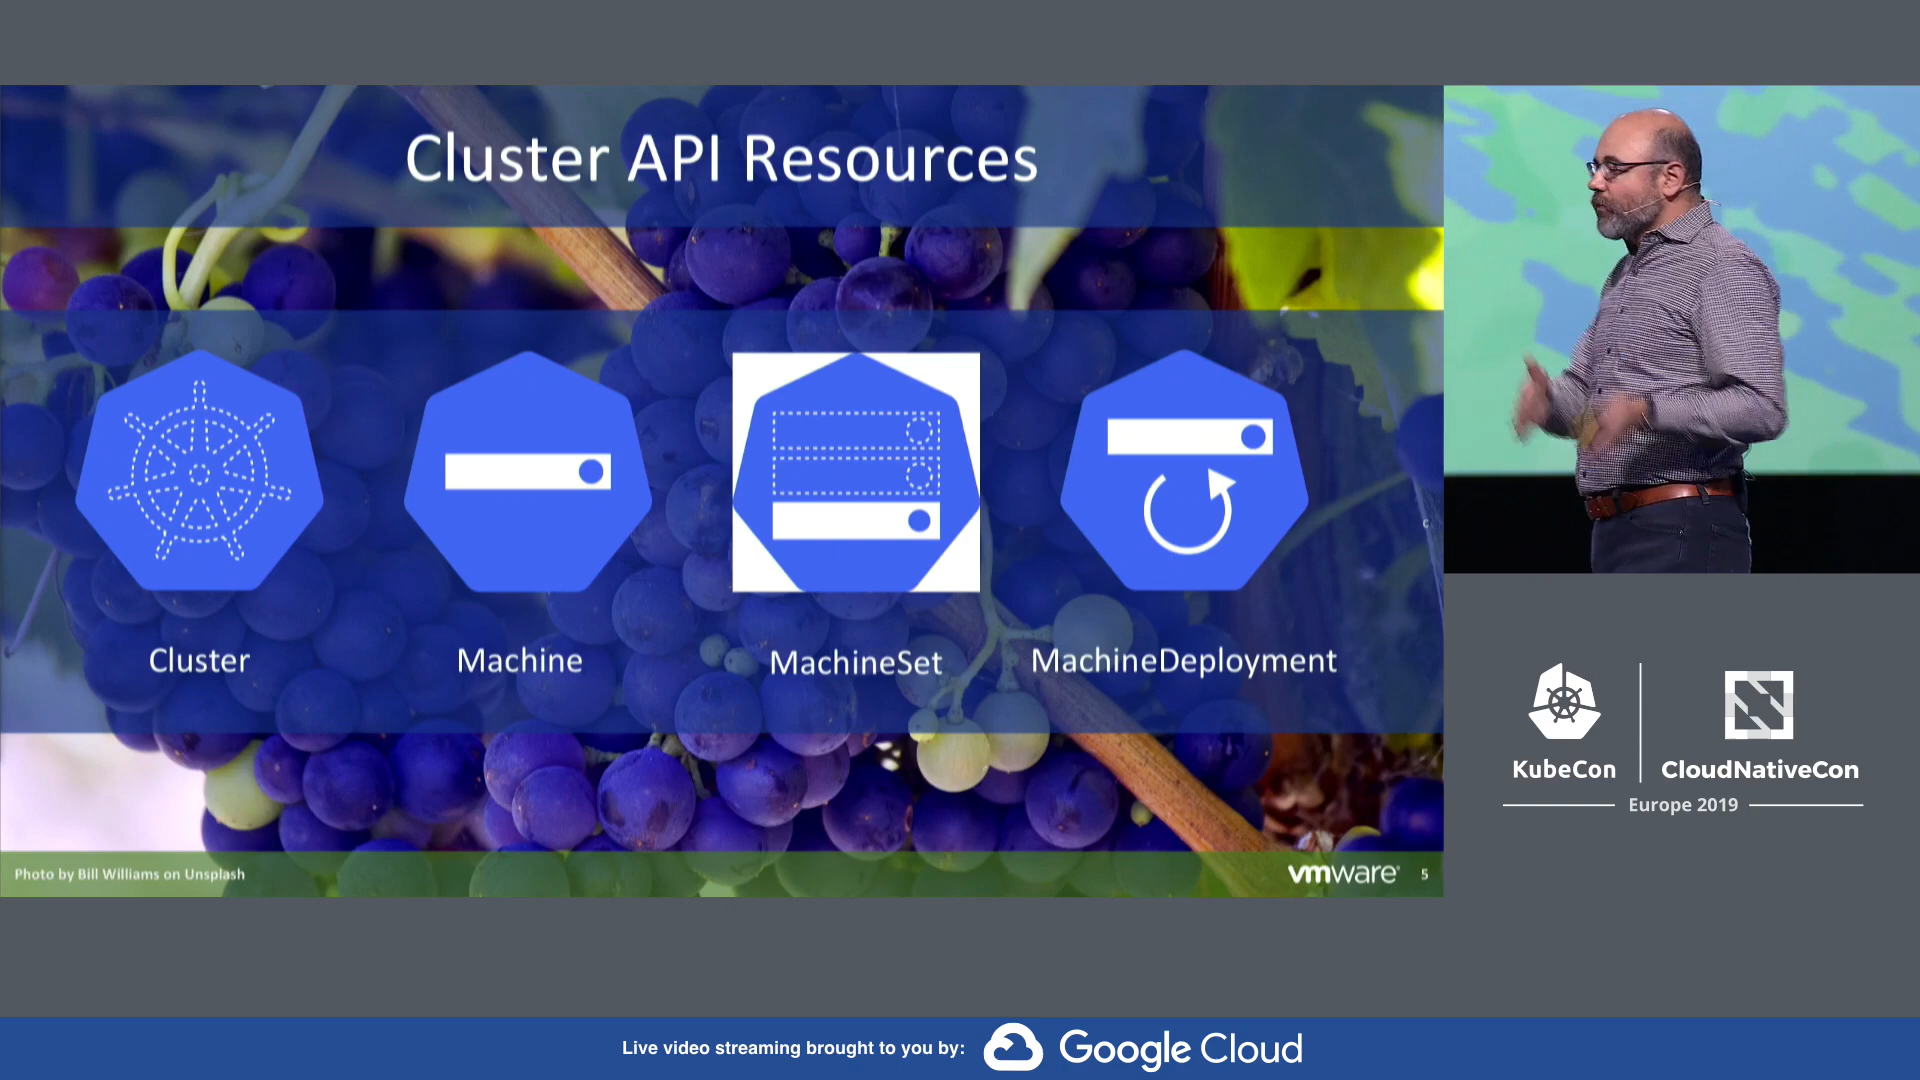 Cluster API Resources
Cluster
Machine
MachineSet
MachineDeployment
Photo by Bill Williams on Unsplash
vmware
5
KubeCon
CloudNativeCon
Europe 2019
Live video streaming brought to you by:
Google Cloud